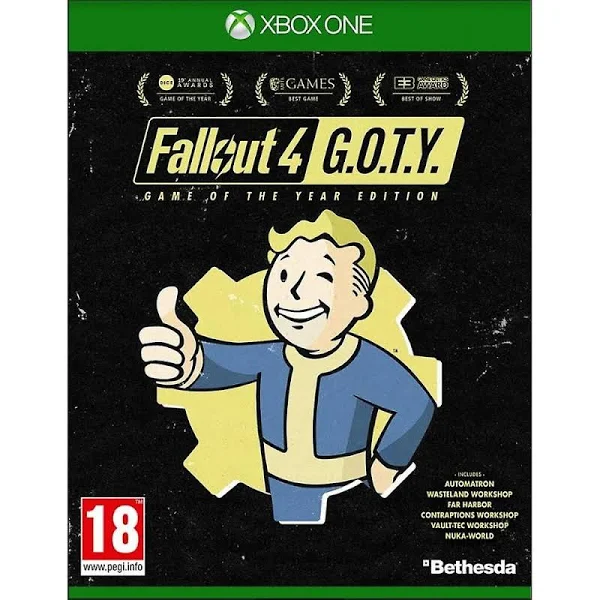 XBOX ONE
D.I.C.E. 19TH ANNUAL AWARDS
GAME OF THE YEAR
GAMES
BEST GAME
E3
AWARD
BEST OF SHOW
Fallout 4 G.O.T.Y.
GAME OF THE YEAR EDITION
TM
- INCLUDES -
AUTOMATRON
WASTELAND WORKSHOP
FAR HARBOR
CONTRAPTIONS WORKSHOP
VAULT-TEC WORKSHOP
NUKA-WORLD
18
www.pegi.info
Bethesda